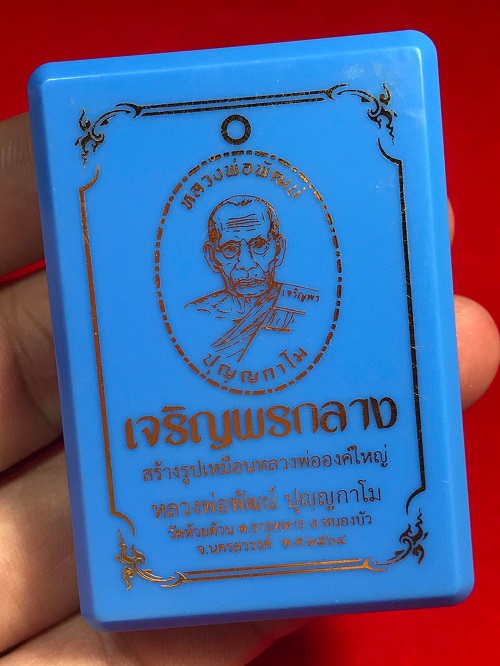 หลวงพ่อพัฒน์
เจริญพร
ปุญญกาโม
เจริญพรกลาง
สร้างรูปเหมือนหลวงพ่อองค์ใหญ่
หลวงพ่อพัฒน์ ปุญญกาโม
วัดห้วยด้วน ต.ธารทหาร อ.หนองบัว
จ.นครสวรรค์ พ.ศ.๒๕๖๔